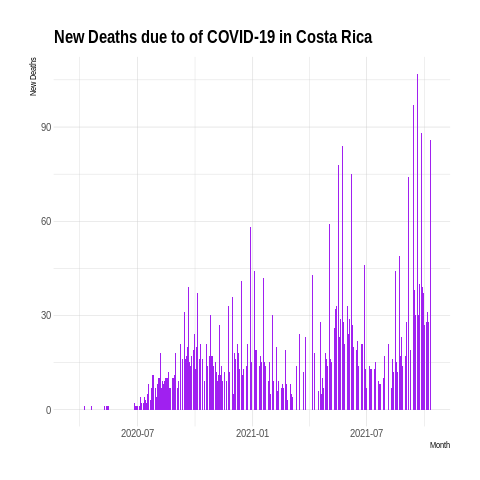 New Deaths due to of COVID-19 in Costa Rica
New Deaths
90
60
30
0
2020-07
2021-01
2021-07
Month